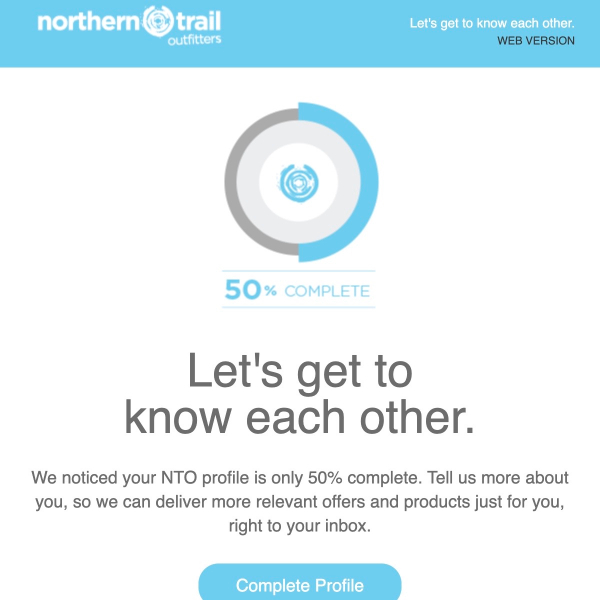 northern trail
outfitters
Let's get to know each other.
WEB VERSION
50% COMPLETE
Let's get to
know each other.
We noticed your NTO profile is only 50% complete. Tell us more about
you, so we can deliver more relevant offers and products just for you,
right to your inbox.
Complete Profile